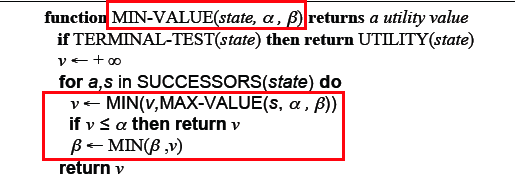 function MIN-VALUE(state, α , β) returns a utility value
if TERMINAL-TEST(state) then return UTILITY(state)
v ← + ∞
for a,s in SUCCESSORS(state) do
v ← MIN(v,MAX-VALUE(s, α , β))
if v ≤ α then return v
β ← MIN(β ,v)
return v